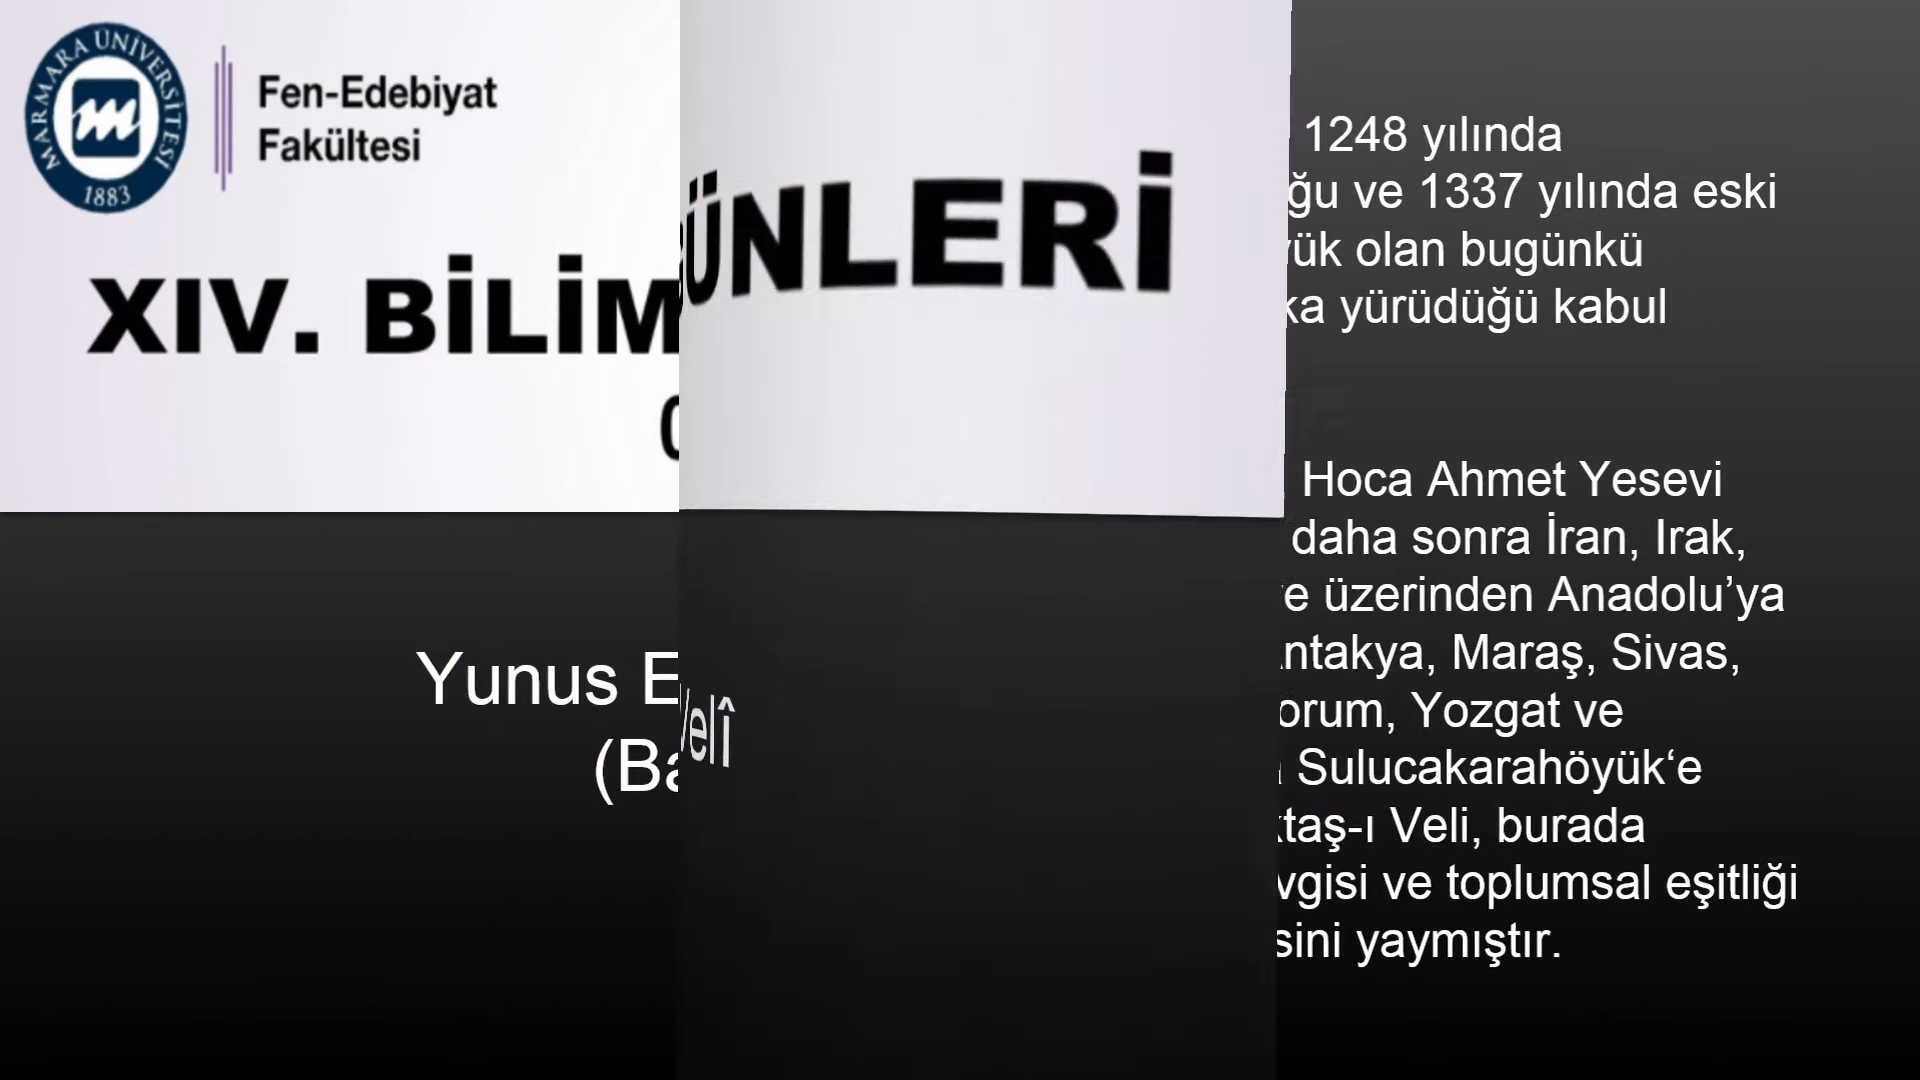 MARMARA ÜNİVERSİTESİ
1883
Fen-Edebiyat
Fakültesi
XIV. BİLİM
ÜNLERİ
Yunus E
(Ba
Velî
1248 yılında
ğu ve 1337 yılında eski
yük olan bugünkü
ka yürüdüğü kabul
Hoca Ahmet Yesevi
daha sonra İran, Irak,
e üzerinden Anadolu’ya
ntakya, Maraş, Sivas,
orum, Yozgat ve
Sulucakarahöyük‘e
ktaş-ı Veli, burada
vgisi ve toplumsal eşitliği
sini yaymıştır.